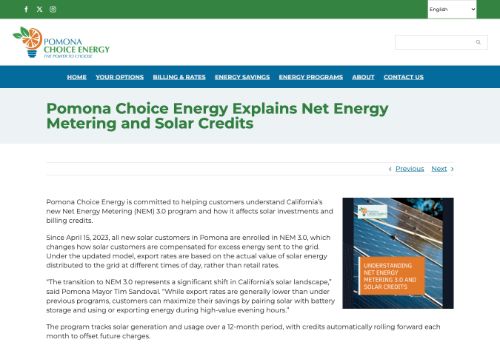 English
POMONA
CHOICE ENERGY
THE POWER TO CHOOSE
HOME YOUR OPTIONS BILLING & RATES ENERGY SAVINGS ENERGY PROGRAMS ABOUT CONTACT US
Pomona Choice Energy Explains Net Energy
Metering and Solar Credits
Previous Next
Pomona Choice Energy is committed to helping customers understand California’s
new Net Energy Metering (NEM) 3.0 program and how it affects solar investments and
billing credits.
Since April 15, 2023, all new solar customers in Pomona are enrolled in NEM 3.0, which
changes how solar customers are compensated for excess energy sent to the grid.
Under the updated model, export rates are based on the actual value of solar energy
distributed to the grid at different times of day, rather than retail rates.
“The transition to NEM 3.0 represents a significant shift in California’s solar landscape,”
said Pomona Mayor Tim Sandoval. “While export rates are generally lower than under
previous programs, customers can maximize their savings by pairing solar with battery
storage and using or exporting energy during high-value evening hours.”
The program tracks solar generation and usage over a 12-month period, with credits automatically rolling forward each
month to offset future charges.
UNDERSTANDING
NET ENERGY
METERING 3.0 AND
SOLAR CREDITS